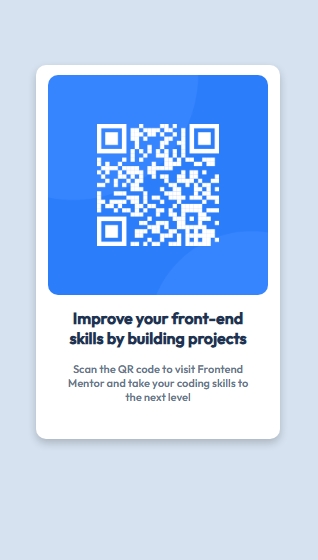 Improve your front-end
skills by building projects
Scan the QR code to visit Frontend
Mentor and take your coding skills to
the next level